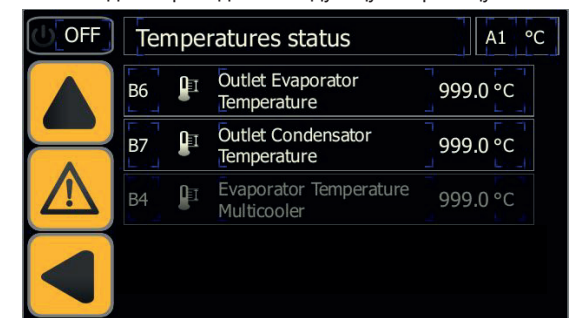 OFF Temperatures status A1 °C
B6 Outlet Evaporator Temperature 999.0 °C
B7 Outlet Condensator Temperature 999.0 °C
B4 Evaporator Temperature Multicooler 999.0 °C